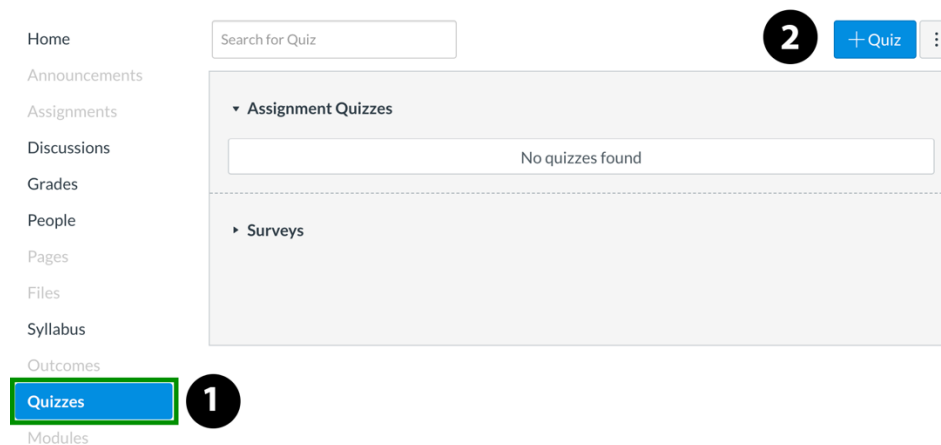 Home
Announcements
Assignments
Discussions
Grades
People
Pages
Files
Syllabus
Outcomes
Quizzes
Modules
1
Search for Quiz
2
+ Quiz
Assignment Quizzes
No quizzes found
Surveys